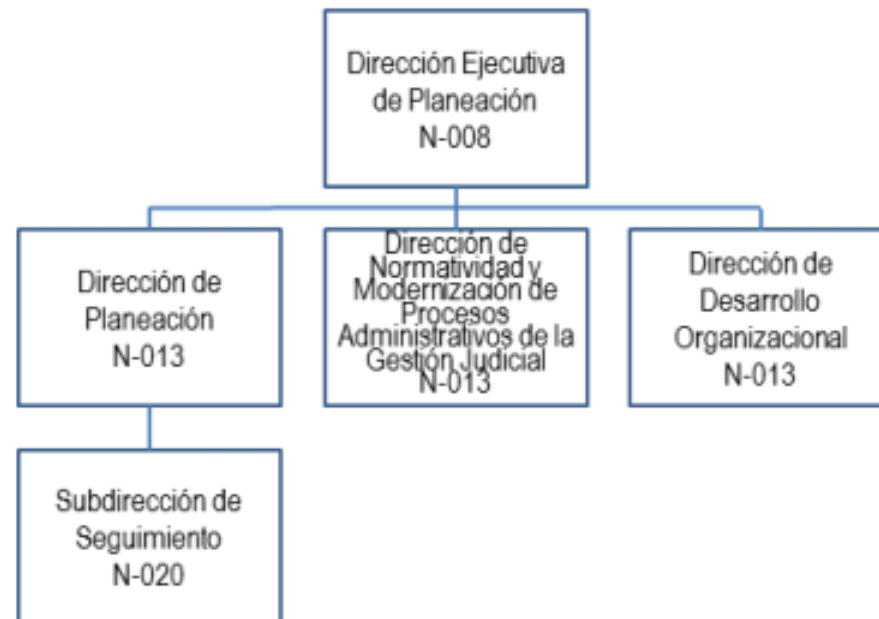 Dirección Ejecutiva
de Planeación
N-008
Dirección de
Planeación
N-013
Dirección de
Normatividad y
Modernización de
Procesos
Administrativos de la
Gestión Judicial
N-013
Dirección de
Desarrollo
Organizacional
N-013
Subdirección de
Seguimiento
N-020